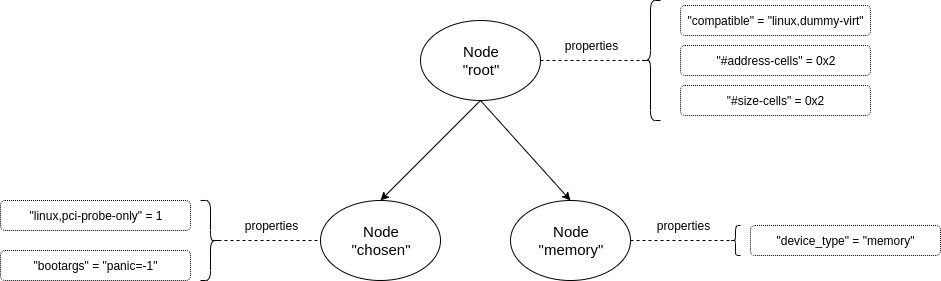 Node
"root"
properties
"compatible" = "linux,dummy-virt"
"#address-cells" = 0x2
"#size-cells" = 0x2
"linux,pci-probe-only" = 1
"bootargs" = "panic=-1"
properties
Node
"chosen"
Node
"memory"
properties
"device_type" = "memory"